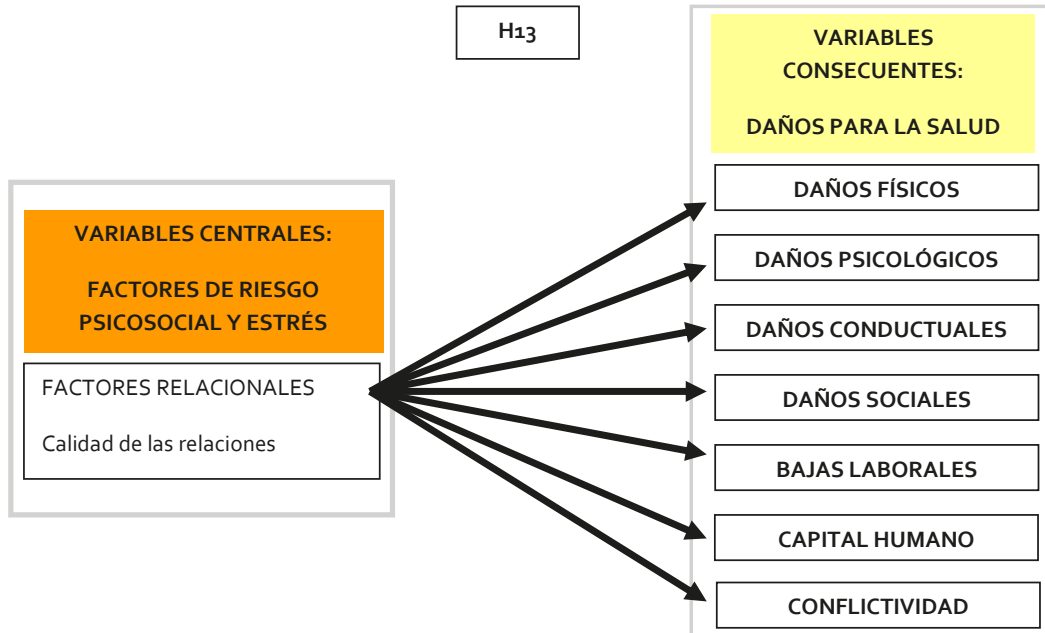 H13
VARIABLES
CONSECUENTES:
DAÑOS PARA LA SALUD
DAÑOS FÍSICOS
DAÑOS PSICOLÓGICOS
DAÑOS CONDUCTUALES
DAÑOS SOCIALES
BAJAS LABORALES
CAPITAL HUMANO
CONFLICTIVIDAD
VARIABLES CENTRALES:
FACTORES DE RIESGO
PSICOSOCIAL Y ESTRÉS
FACTORES RELACIONALES
Calidad de las relaciones